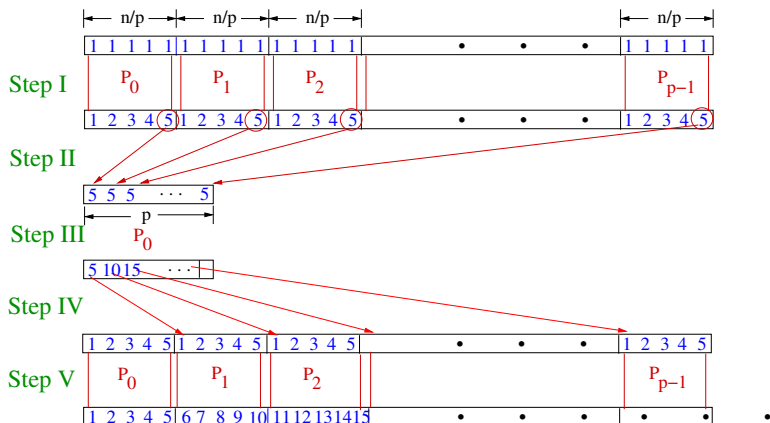 n/p n/p n/p n/p
1 1 1 1 1 1 1 1 1 1 1 1 1 1 1 • • • 1 1 1 1 1
Step I P0 P1 P2 Pp−1
1 2 3 4 5 1 2 3 4 5 1 2 3 4 5 • • • 1 2 3 4 5
Step II
5 5 5 · · · 5
p
Step III P0
5 10 15 · · ·
Step IV
1 2 3 4 5 1 2 3 4 5 1 2 3 4 5 • • • 1 2 3 4 5
Step V P0 P1 P2 Pp−1
1 2 3 4 5 6 7 8 9 10 11 12 13 14 15 • • • • • •